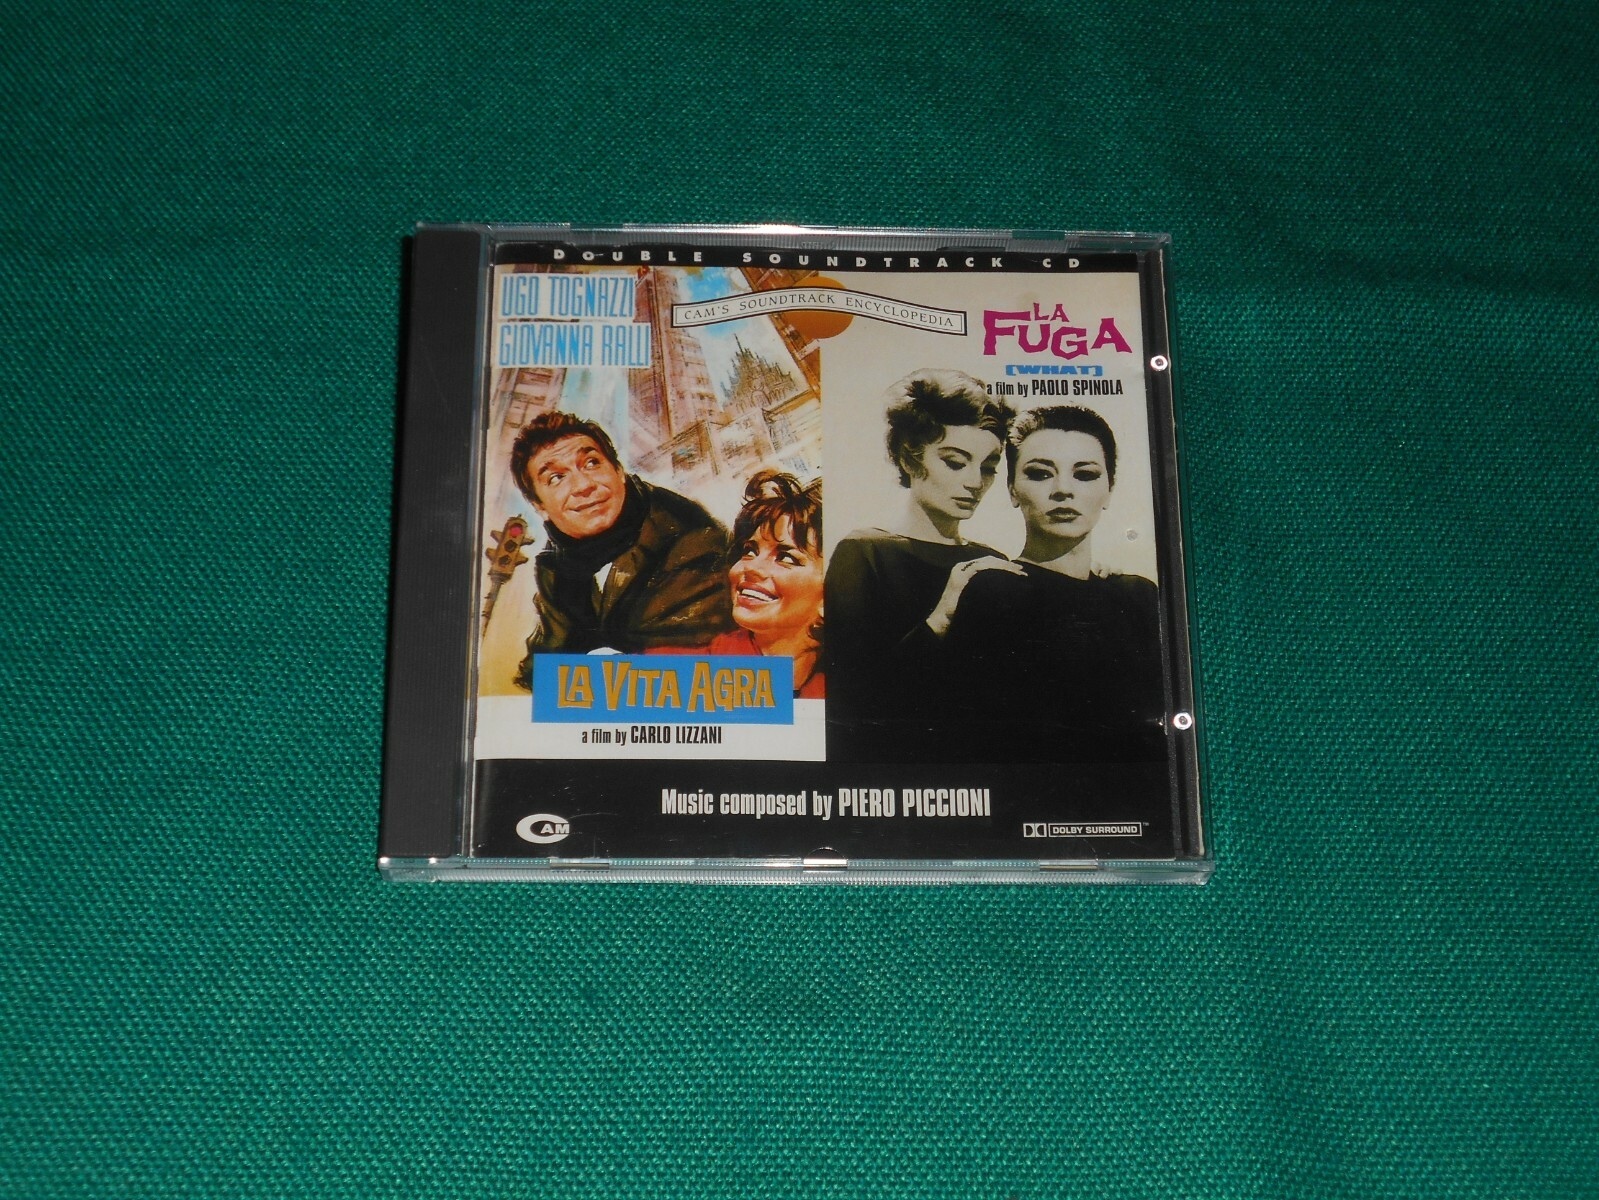 DOUBLE SOUNDTRACK CD
UGO TOGNAZZI
GIOVANNA RALLI
CAM'S SOUNDTRACK ENCYCLOPEDIA
LA
FUGA
(WHAT)
a film by PAOLO SPINOLA
LA VITA AGRA
a film by CARLO LIZZANI
Music composed by PIERO PICCIONI
CAM
DOLBY SURROUND™